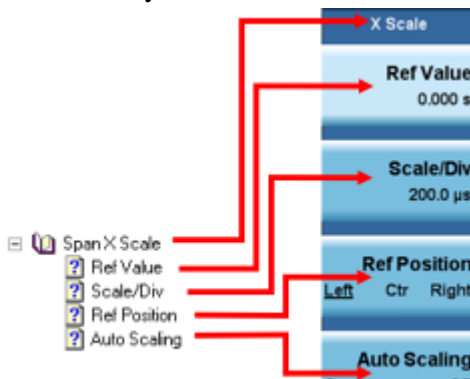 X Scale
Ref Value
0.000 s
Scale/Div
200.0 µs
Span X Scale
Ref Value
Scale/Div
Ref Position
Auto Scaling
Ref Position
Left Ctr Right
Auto Scaling